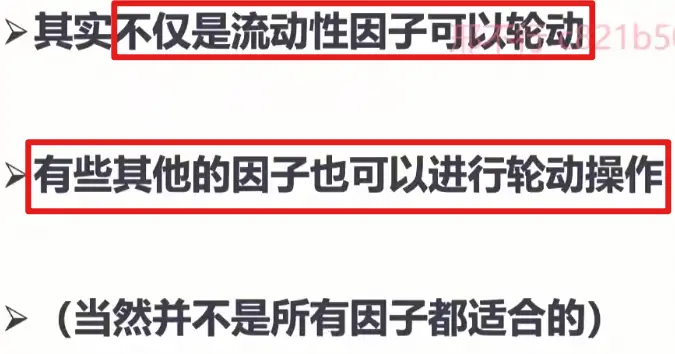 ➢其实不仅是流动性因子可以轮动
➢有些其他的因子也可以进行轮动操作
➢（当然并不是所有因子都适合的）